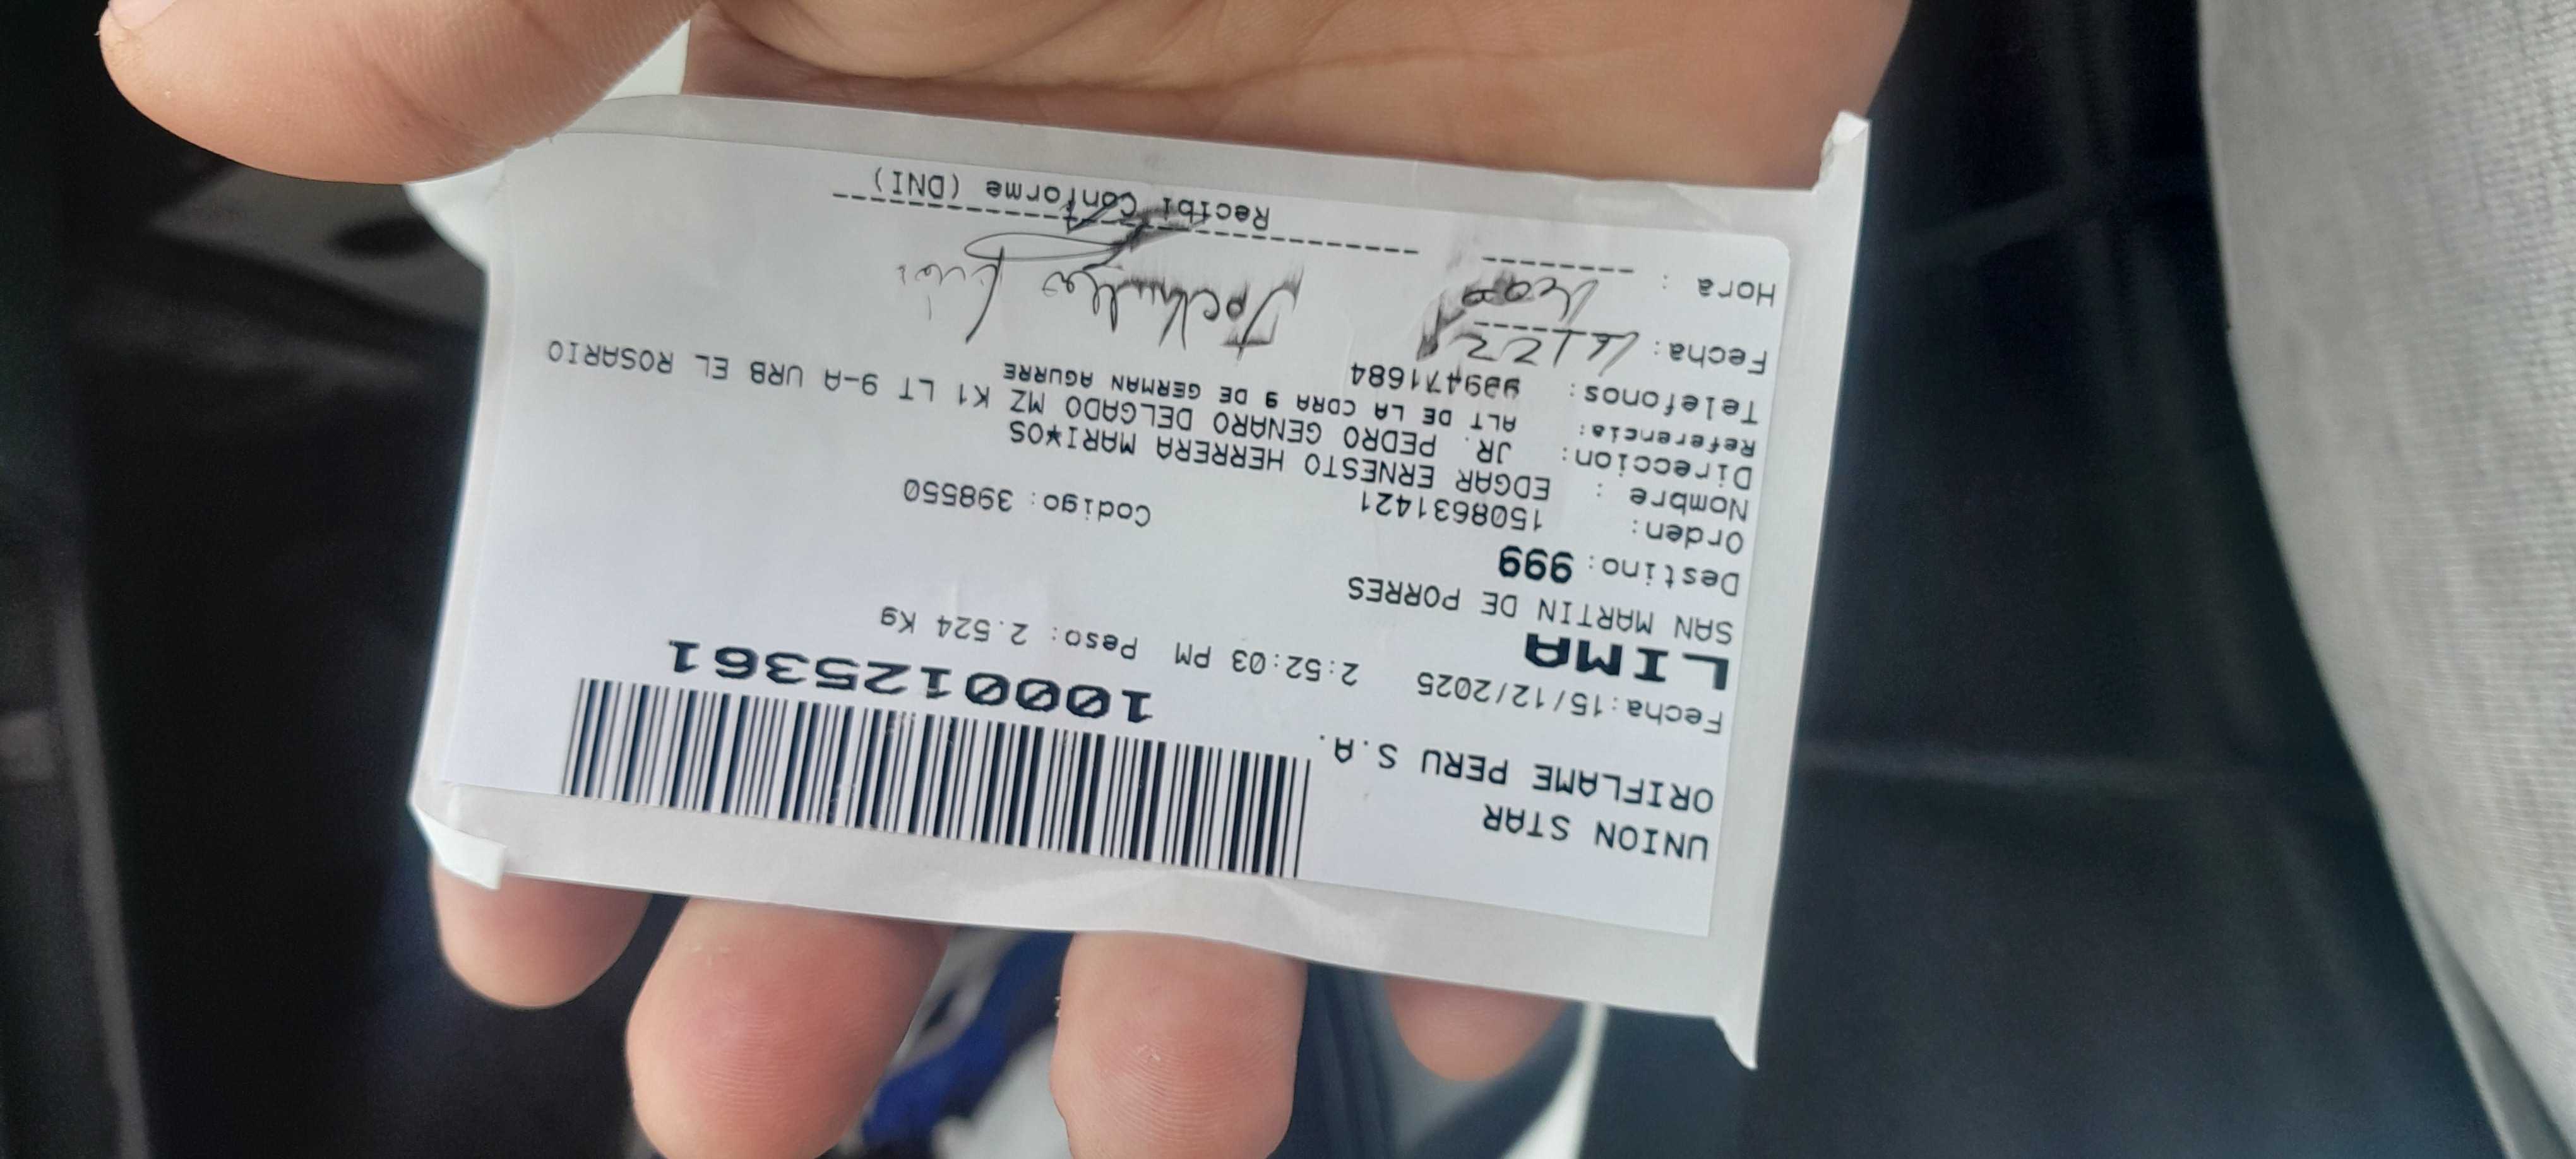 UNION STAR
ORIFLAME PERU S.A.
1000125361
Fecha:15/12/2025 2:52:03 PM Peso: 2.524 Kg
LIMA
SAN MARTIN DE PORRES
Destino: 999
Orden: 1508631421 Codigo: 398550
Nombre : EDGAR ERNESTO HERRERA MARI¥OS
Direccion: JR. PEDRO GENARO DELGADO MZ K1 LT 9-A URB EL ROSARIO
Referencia: ALT DE LA CDRA 9 DE GERMAN AGURRE
Telefonos: 999471684
Fecha:
Hora :
Recibi Conforme (DNI)